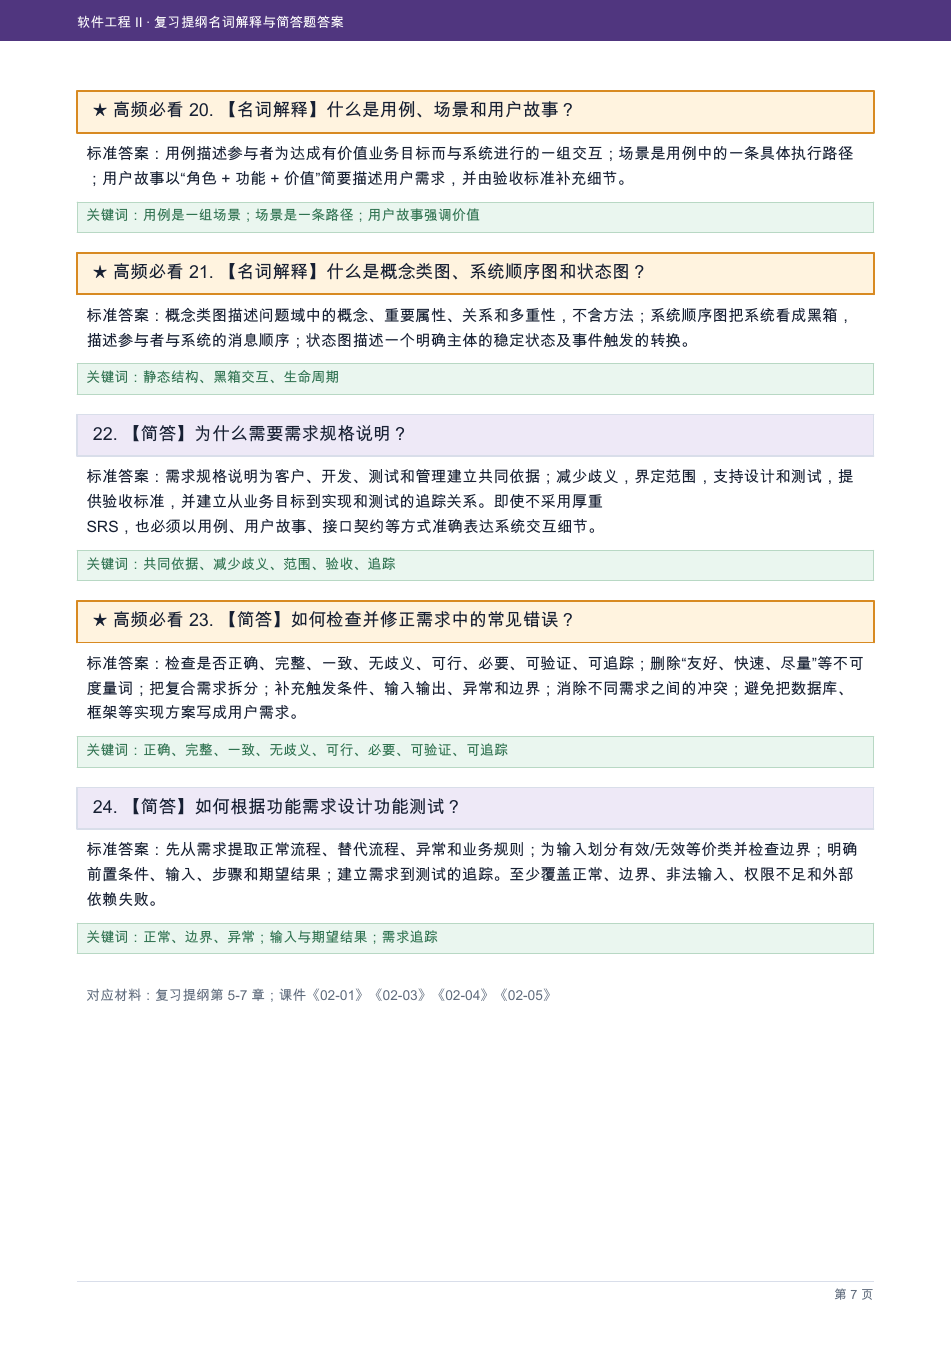 软件工程 II · 复习提纲名词解释与简答题答案
★ 高频必看 20. 【名词解释】什么是用例、场景和用户故事？
标准答案：用例描述参与者为达成有价值业务目标而与系统进行的一组交互；场景是用例中的一条具体执行路径
；用户故事以“角色 + 功能 + 价值”简要描述用户需求，并由验收标准补充细节。
关键词：用例是一组场景；场景是一条路径；用户故事强调价值
★ 高频必看 21. 【名词解释】什么是概念类图、系统顺序图和状态图？
标准答案：概念类图描述问题域中的概念、重要属性、关系和多重性，不含方法；系统顺序图把系统看成黑箱，
描述参与者与系统的消息顺序；状态图描述一个明确主体的稳定状态及事件触发的转换。
关键词：静态结构、黑箱交互、生命周期
22. 【简答】为什么需要需求规格说明？
标准答案：需求规格说明为客户、开发、测试和管理建立共同依据；减少歧义，界定范围，支持设计和测试，提
供验收标准，并建立从业务目标到实现和测试的追踪关系。即使不采用厚重
SRS，也必须以用例、用户故事、接口契约等方式准确表达系统交互细节。
关键词：共同依据、减少歧义、范围、验收、追踪
★ 高频必看 23. 【简答】如何检查并修正需求中的常见错误？
标准答案：检查是否正确、完整、一致、无歧义、可行、必要、可验证、可追踪；删除“友好、快速、尽量”等不可
度量词；把复合需求拆分；补充触发条件、输入输出、异常和边界；消除不同需求之间的冲突；避免把数据库、
框架等实现方案写成用户需求。
关键词：正确、完整、一致、无歧义、可行、必要、可验证、可追踪
24. 【简答】如何根据功能需求设计功能测试？
标准答案：先从需求提取正常流程、替代流程、异常和业务规则；为输入划分有效/无效等价类并检查边界；明确
前置条件、输入、步骤和期望结果；建立需求到测试的追踪。至少覆盖正常、边界、非法输入、权限不足和外部
依赖失败。
关键词：正常、边界、异常；输入与期望结果；需求追踪
对应材料：复习提纲第 5-7 章；课件《02-01》《02-03》《02-04》《02-05》
第 7 页